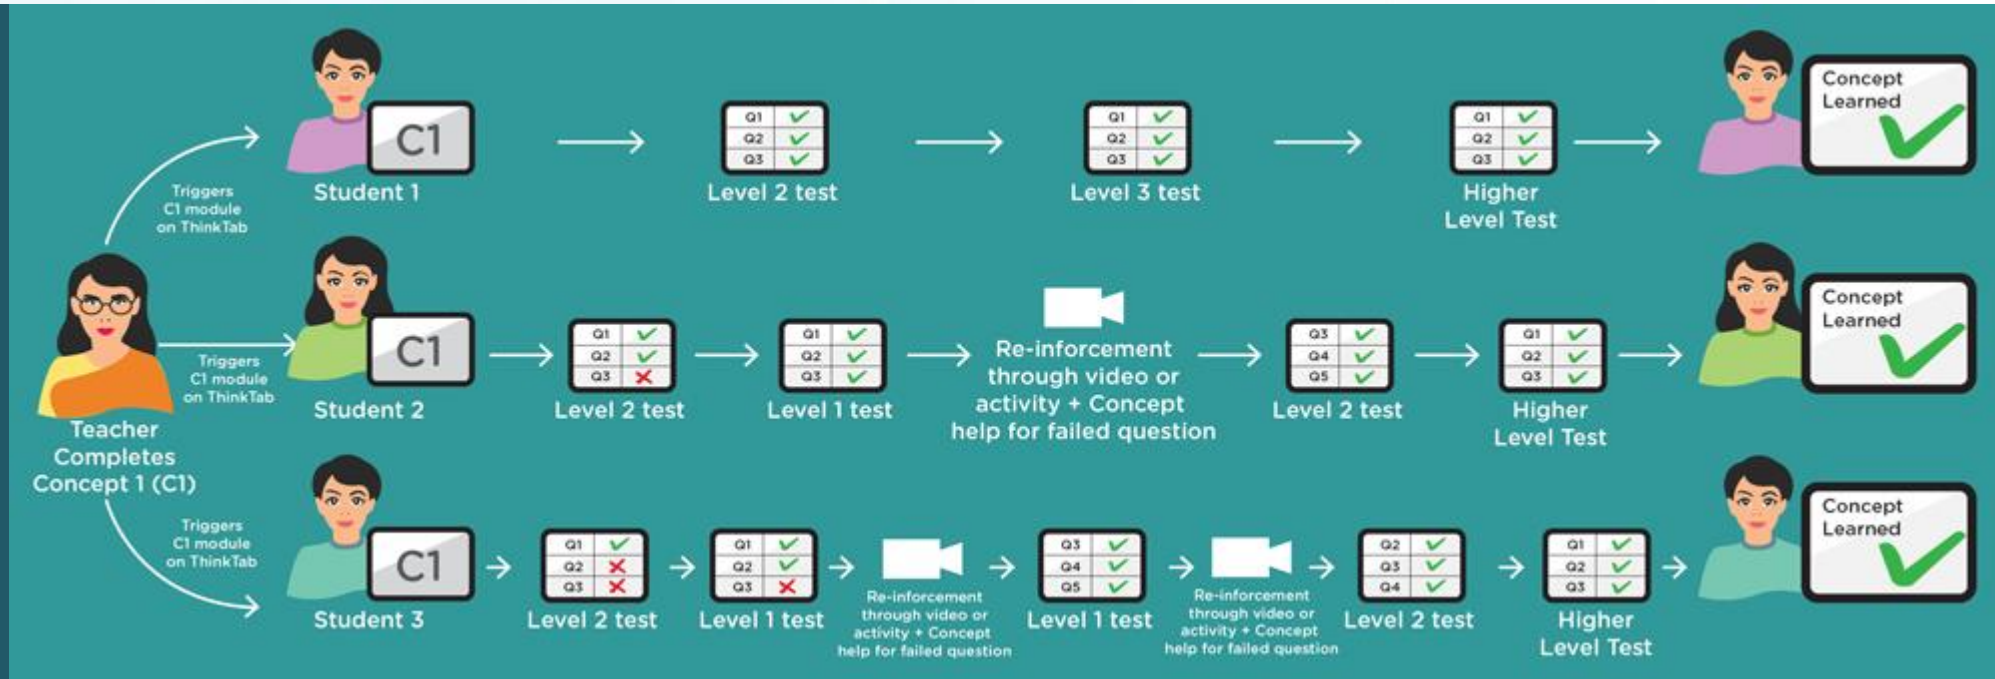 Teacher
Completes
Concept 1 (C1)
Triggers
C1 module
on ThinkTab
C1
Student 1
Q1
Q2
Q3
Level 2 test
Q1
Q2
Q3
Level 3 test
Q1
Q2
Q3
Higher
Level Test
Concept
Learned
Triggers
C1 module
on ThinkTab
C1
Student 2
Q1
Q2
Q3
Level 2 test
Q1
Q2
Q3
Level 1 test
Re-inforcement
through video or
activity + Concept
help for failed question
Q3
Q4
Q5
Level 2 test
Q1
Q2
Q3
Higher
Level Test
Concept
Learned
Triggers
C1 module
on ThinkTab
C1
Student 3
Q1
Q2
Q3
Level 2 test
Q1
Q2
Q3
Level 1 test
Re-inforcement
through video or
activity + Concept
help for failed question
Q3
Q4
Q5
Level 1 test
Re-inforcement
through video or
activity + Concept
help for failed question
Q2
Q3
Q4
Level 2 test
Q1
Q2
Q3
Higher
Level Test
Concept
Learned